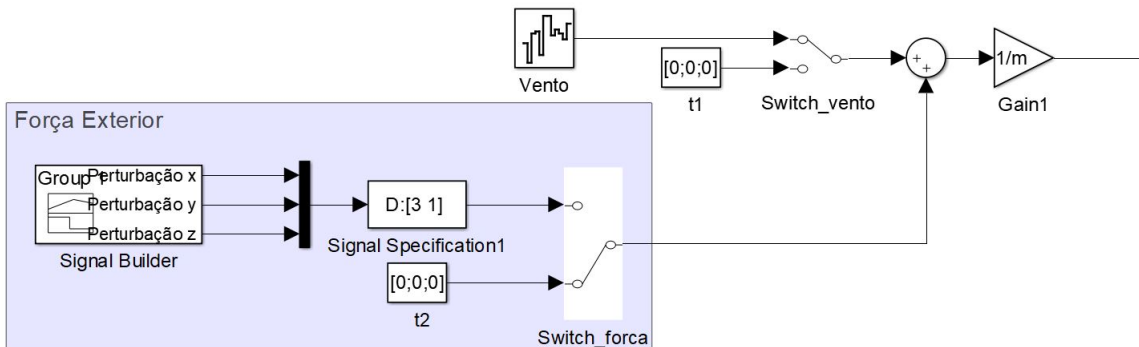 Vento
[0;0;0]
t1
Switch_vento
+
+
1/m
Gain1
Força Exterior
Group 1
Perturbação x
Perturbação y
Perturbação z
Signal Builder
D:[3 1]
Signal Specification1
[0;0;0]
t2
Switch_forca